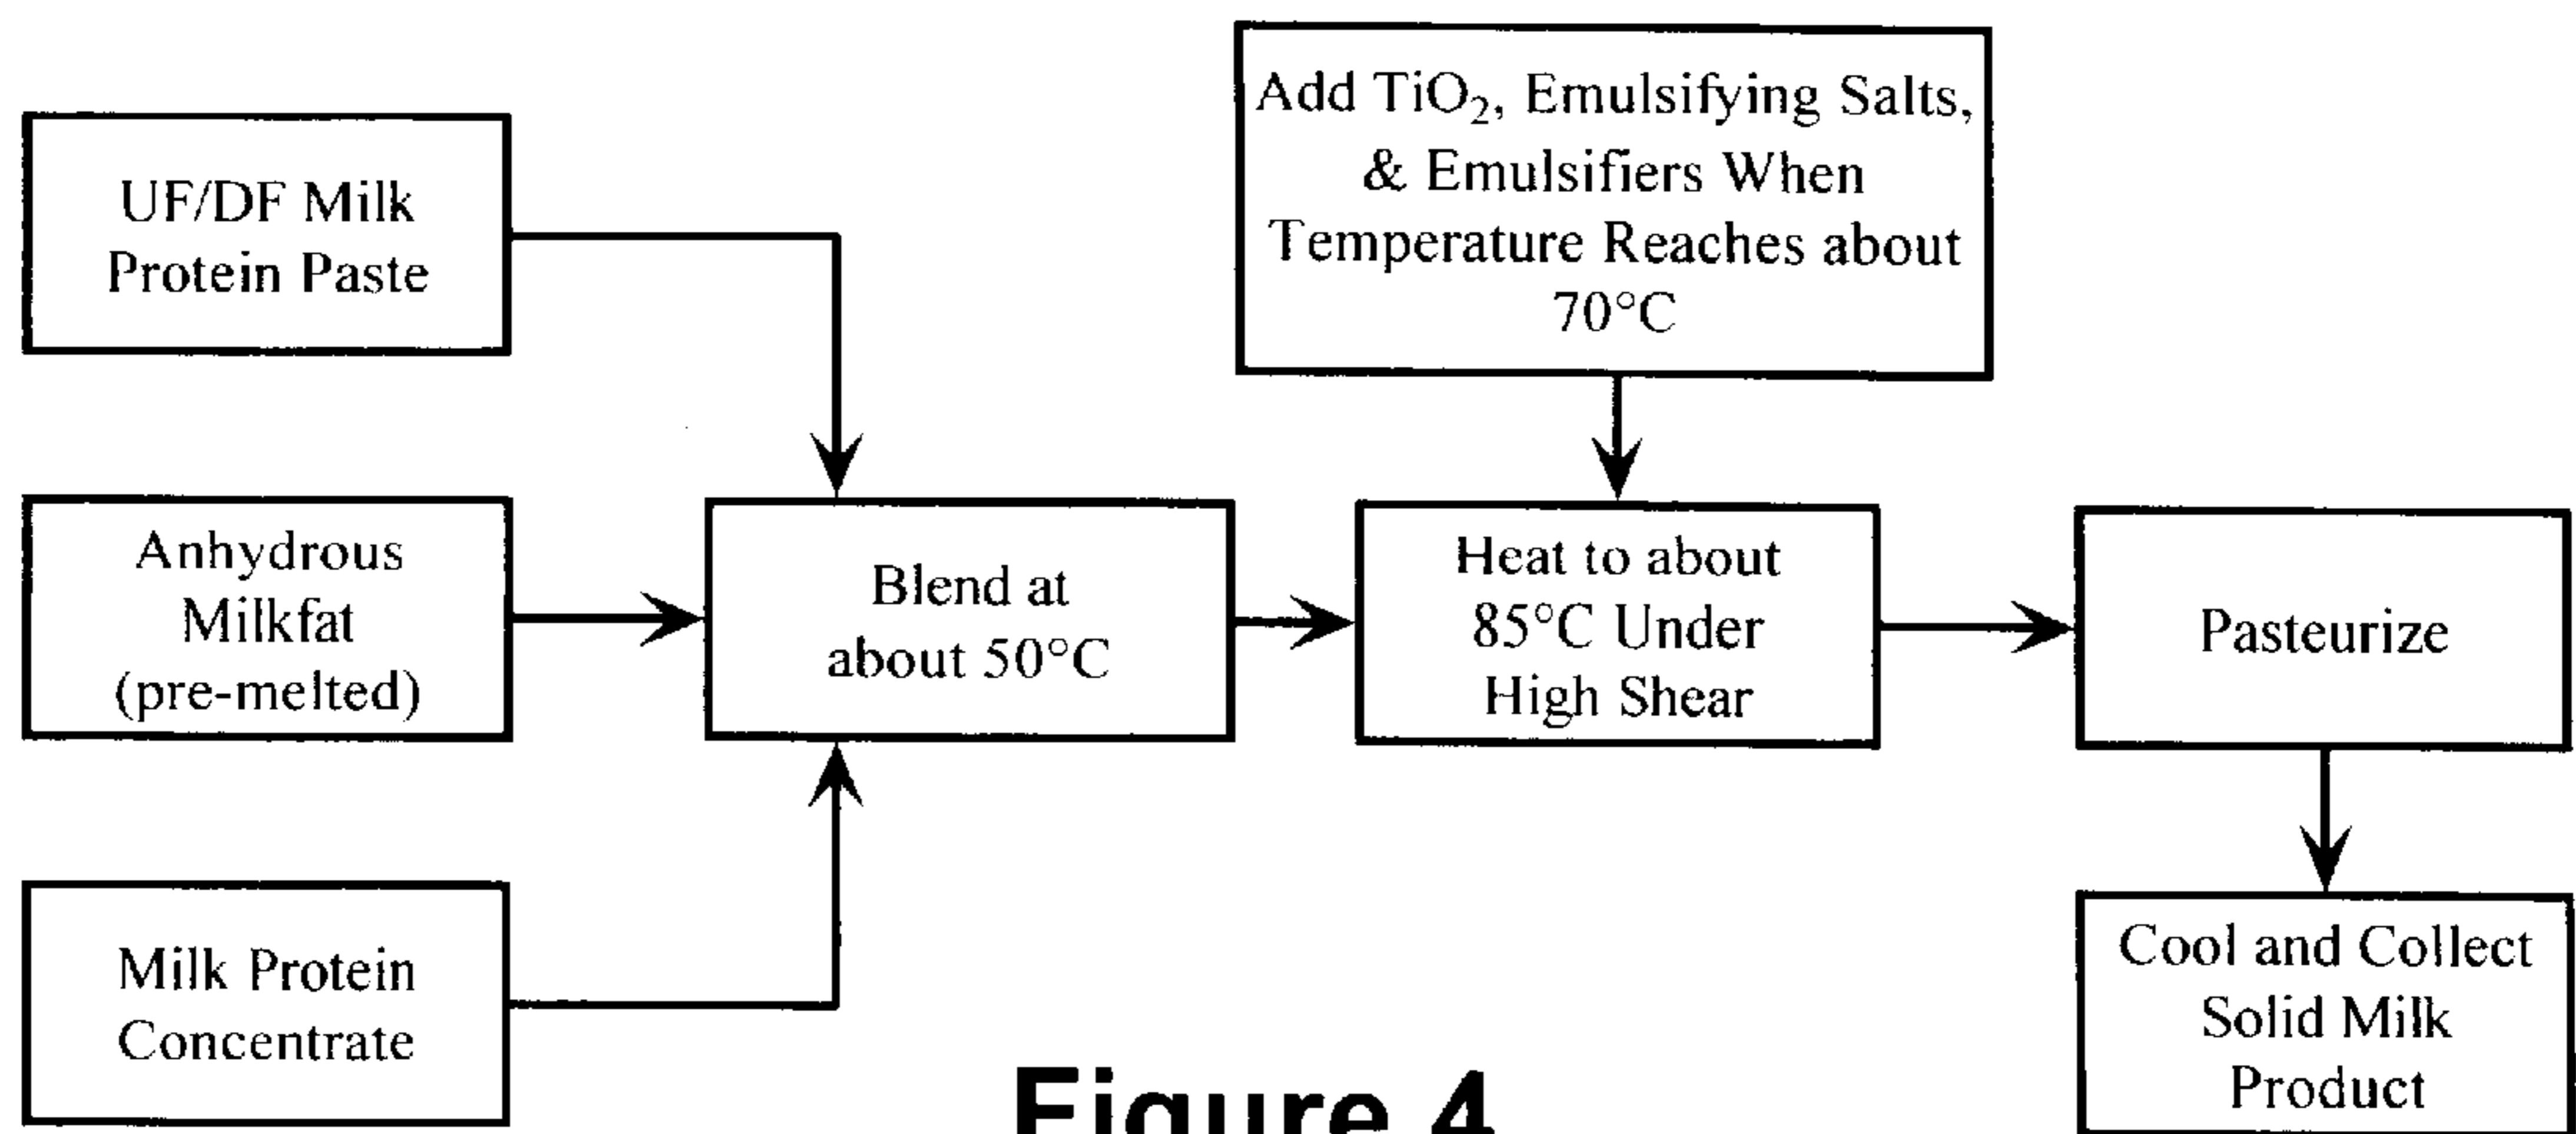 UF/DF Milk
Protein Paste
Add TiO₂, Emulsifying Salts,
& Emulsifiers When
Temperature Reaches about
70°C
Anhydrous
Milkfat
(pre-melted)
Blend at
about 50°C
Heat to about
85°C Under
High Shear
Pasteurize
Milk Protein
Concentrate
Cool and Collect
Solid Milk
Product
Figure 4